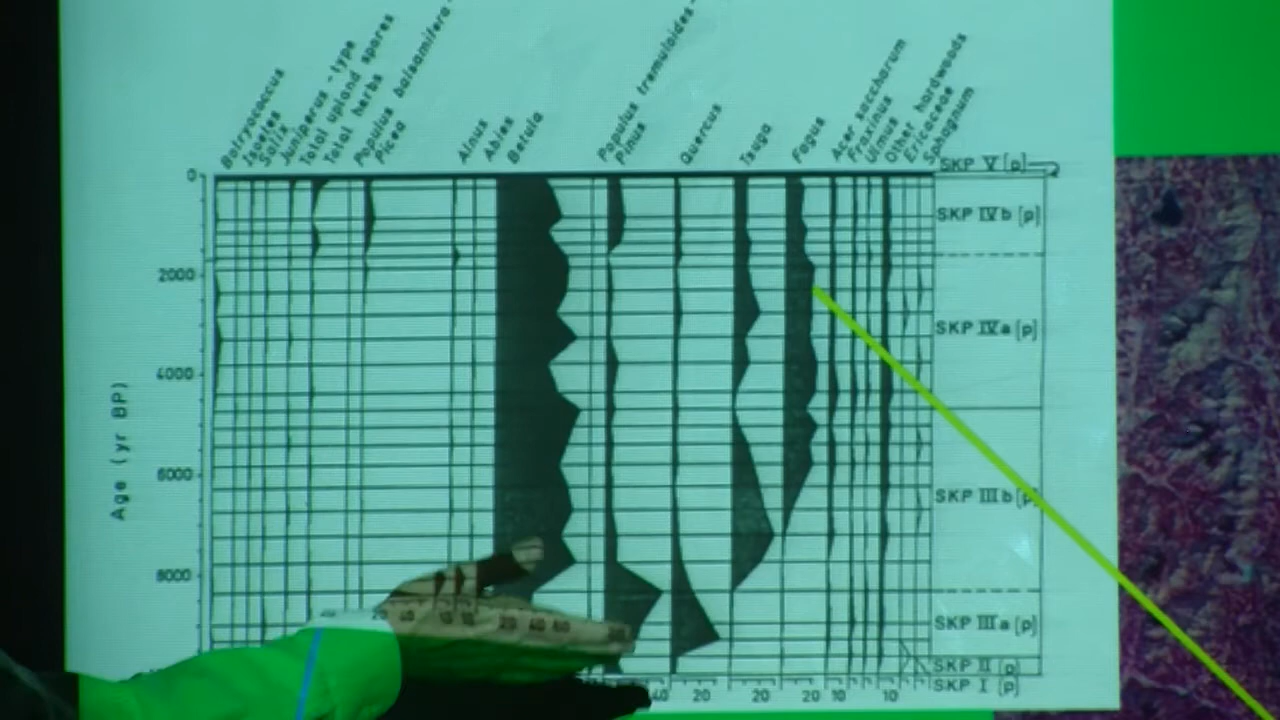 Botryococcus
Isoetes
Salix
Juniperus - type
Total upland spores
Total herbs
Populus balsamifera -
Picea
Alnus
Abies
Betula
Populus tremuloides -
Pinus
Quercus
Tsuga
Fagus
Acer saccharum
Fraxinus
Ulmus
Other hardwoods
Ericaceae
Sphagnum
SKP V [p]
0
SKP IVb [p]
2000
SKP IVa [p]
4000
Age (yr BP)
6000
SKP IIIb [p]
8000
SKP IIIa [p]
SKP II [p]
SKP I [p]
20 40 60
40 20 20 20 10 10